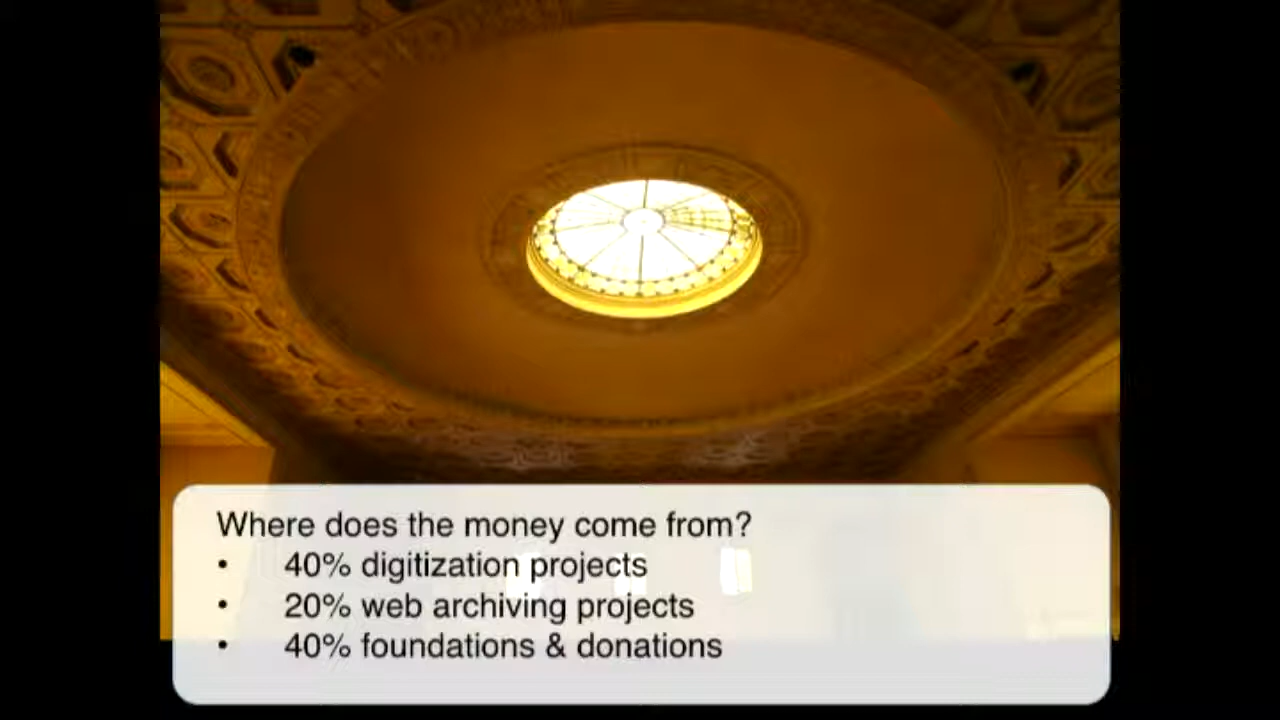 Where does the money come from?
• 40% digitization projects
• 20% web archiving projects
• 40% foundations & donations